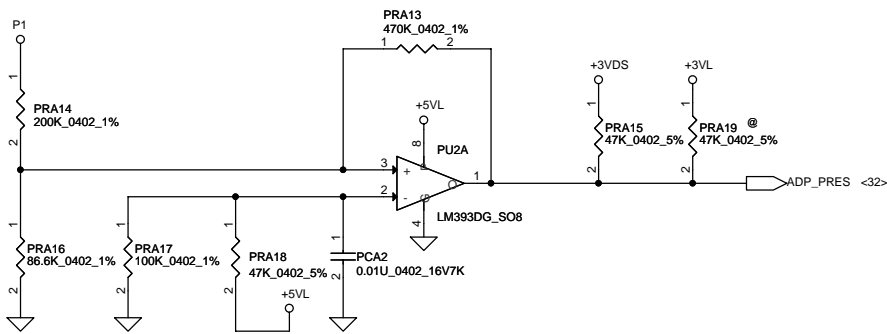 P1
PRA13
470K_0402_1%
1
2
+3VDS
+3VL
+5VL
1
PRA14
200K_0402_1%
2
8
PU2A
1
PRA15
47K_0402_5%
2
1
PRA19
@
47K_0402_5%
2
3
+
2
-
1
LM393DG_SO8
4
ADP_PRES
<32>
1
PRA16
86.6K_0402_1%
2
1
PRA17
100K_0402_1%
2
1
PRA18
47K_0402_5%
2
+5VL
1
PCA2
0.01U_0402_16V7K
2